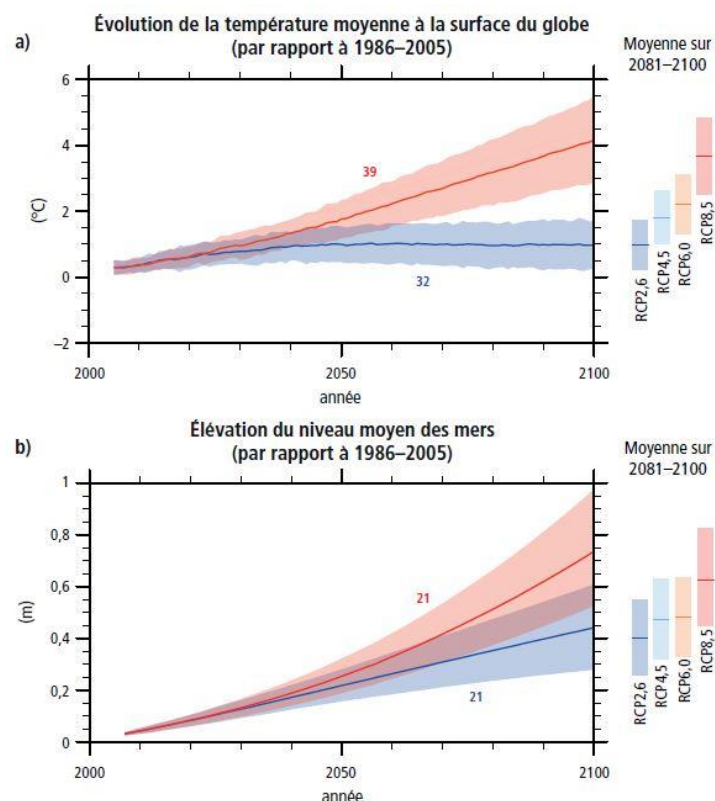 a)
Évolution de la température moyenne à la surface du globe
(par rapport à 1986–2005)
Moyenne sur
2081–2100
6
4
2
0
–2
(°C)
39
32
2000
2050
2100
année
RCP2,6
RCP4,5
RCP6,0
RCP8,5
b)
Élévation du niveau moyen des mers
(par rapport à 1986–2005)
Moyenne sur
2081–2100
1
0,8
0,6
0,4
0,2
0
(m)
21
21
2000
2050
2100
année
RCP2,6
RCP4,5
RCP6,0
RCP8,5